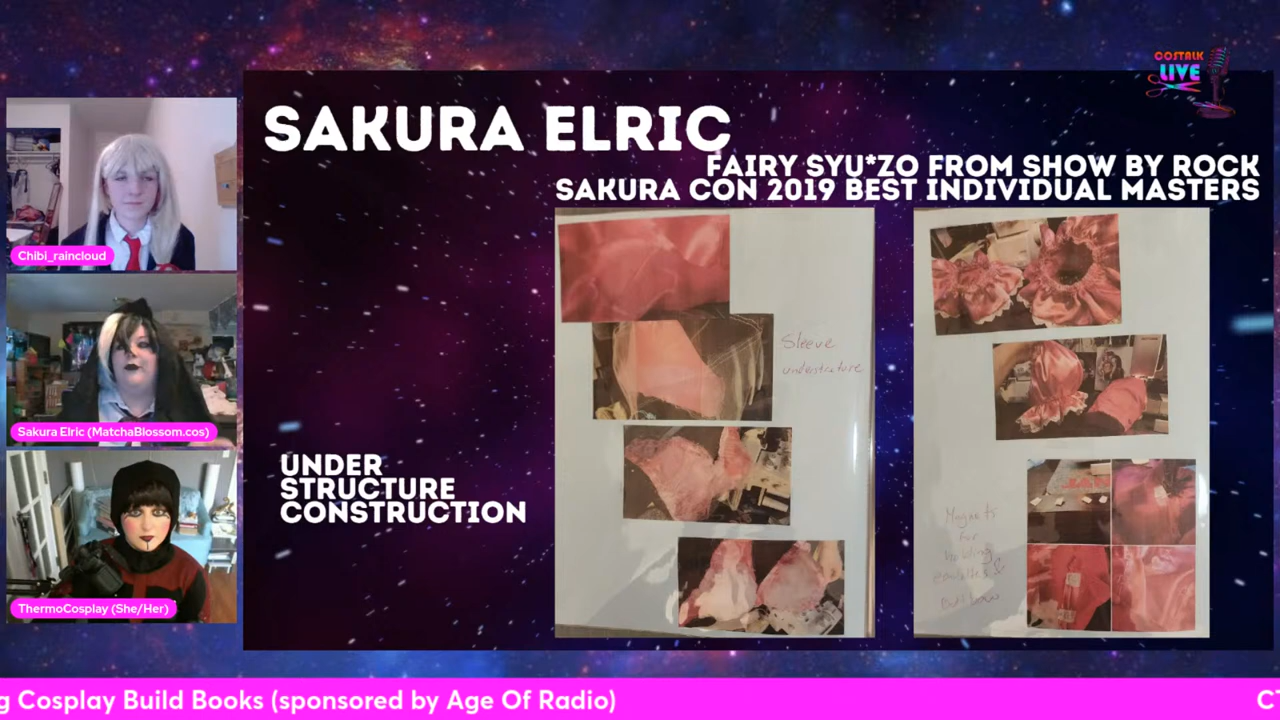 COSTALK
LIVE
SAKURA ELRIC
FAIRY SYU*ZO FROM SHOW BY ROCK
SAKURA CON 2019 BEST INDIVIDUAL MASTERS
Chibi_raincloud
Sakura Elric (MatchaBlossom.cos)
ThermoCosplay (She/Her)
UNDER
STRUCTURE
CONSTRUCTION
Sleeve
understructure
Magnets
for
holding
g Cosplay Build Books (sponsored by Age Of Radio)
CT